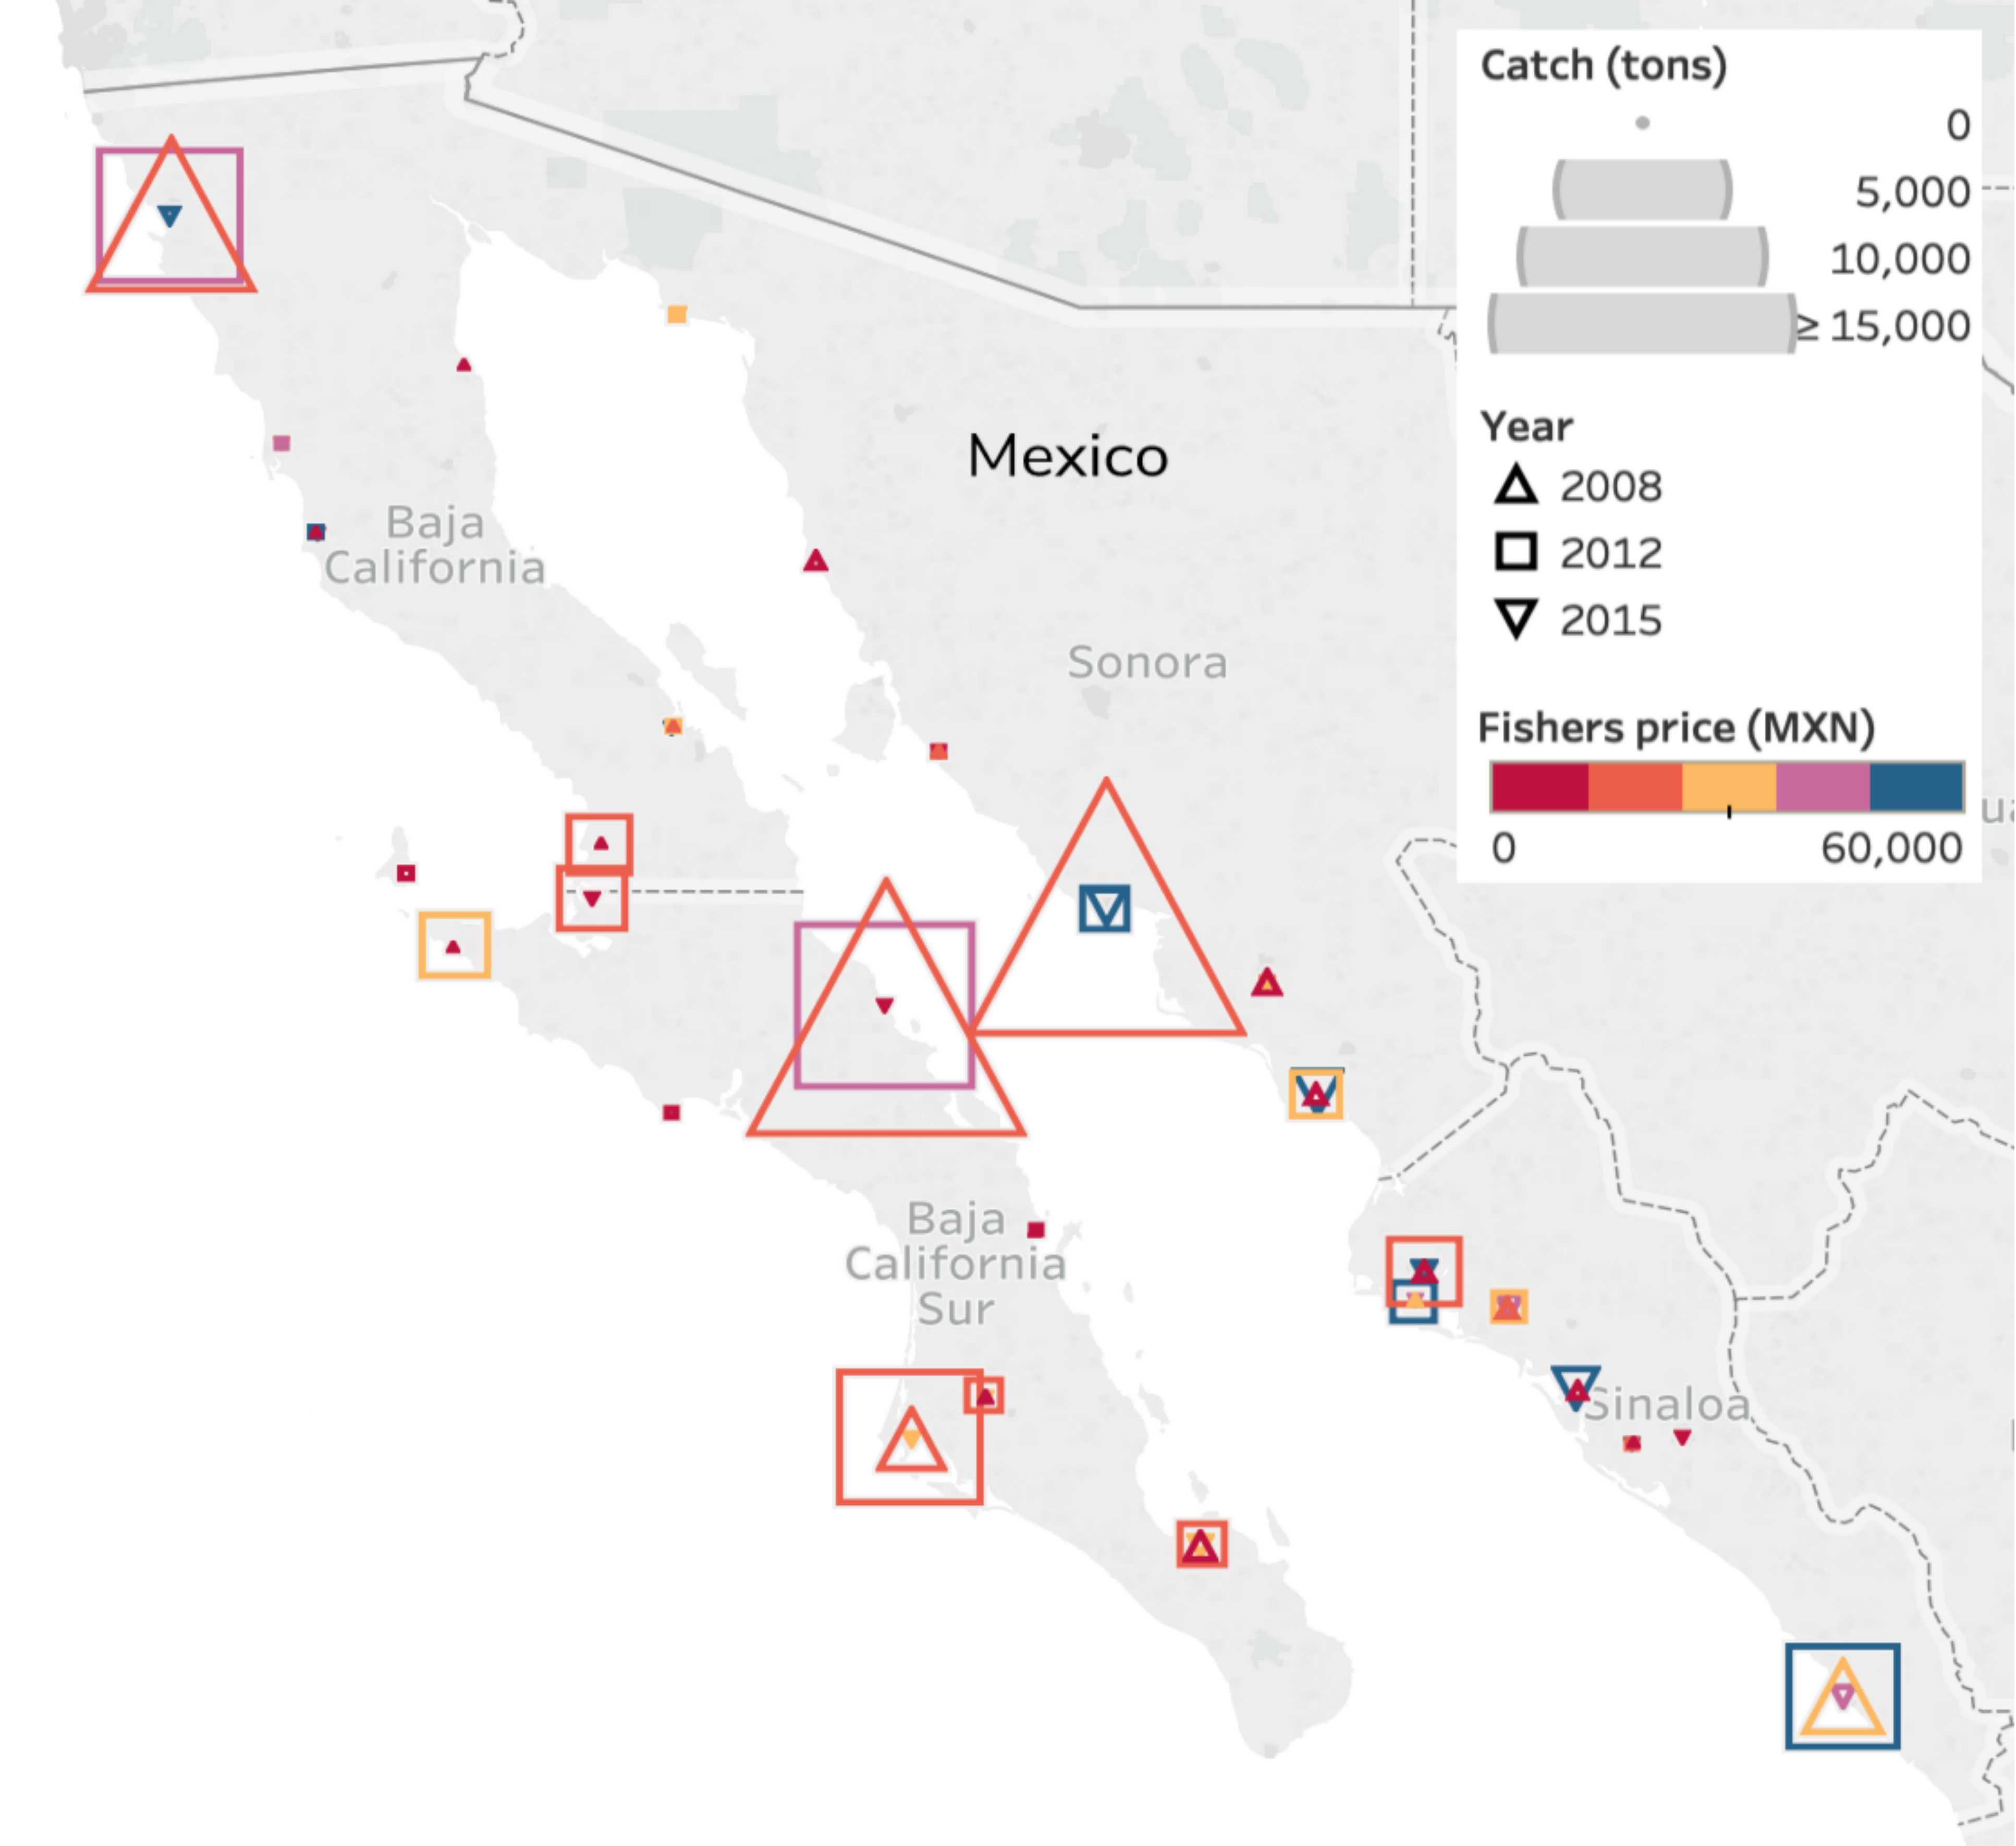 Catch (tons)
0
5,000
10,000
≥ 15,000
Year
2008
2012
2015
Fishers price (MXN)
0
60,000
Mexico
Baja
California
Sonora
Baja
California
Sur
Sinaloa